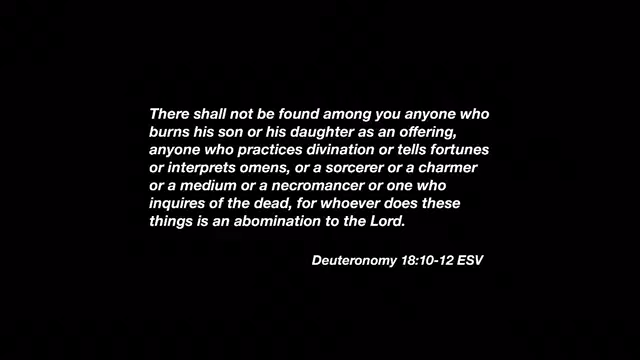 There shall not be found among you anyone who
burns his son or his daughter as an offering,
anyone who practices divination or tells fortunes
or interprets omens, or a sorcerer or a charmer
or a medium or a necromancer or one who
inquires of the dead, for whoever does these
things is an abomination to the Lord.
Deuteronomy 18:10-12 ESV